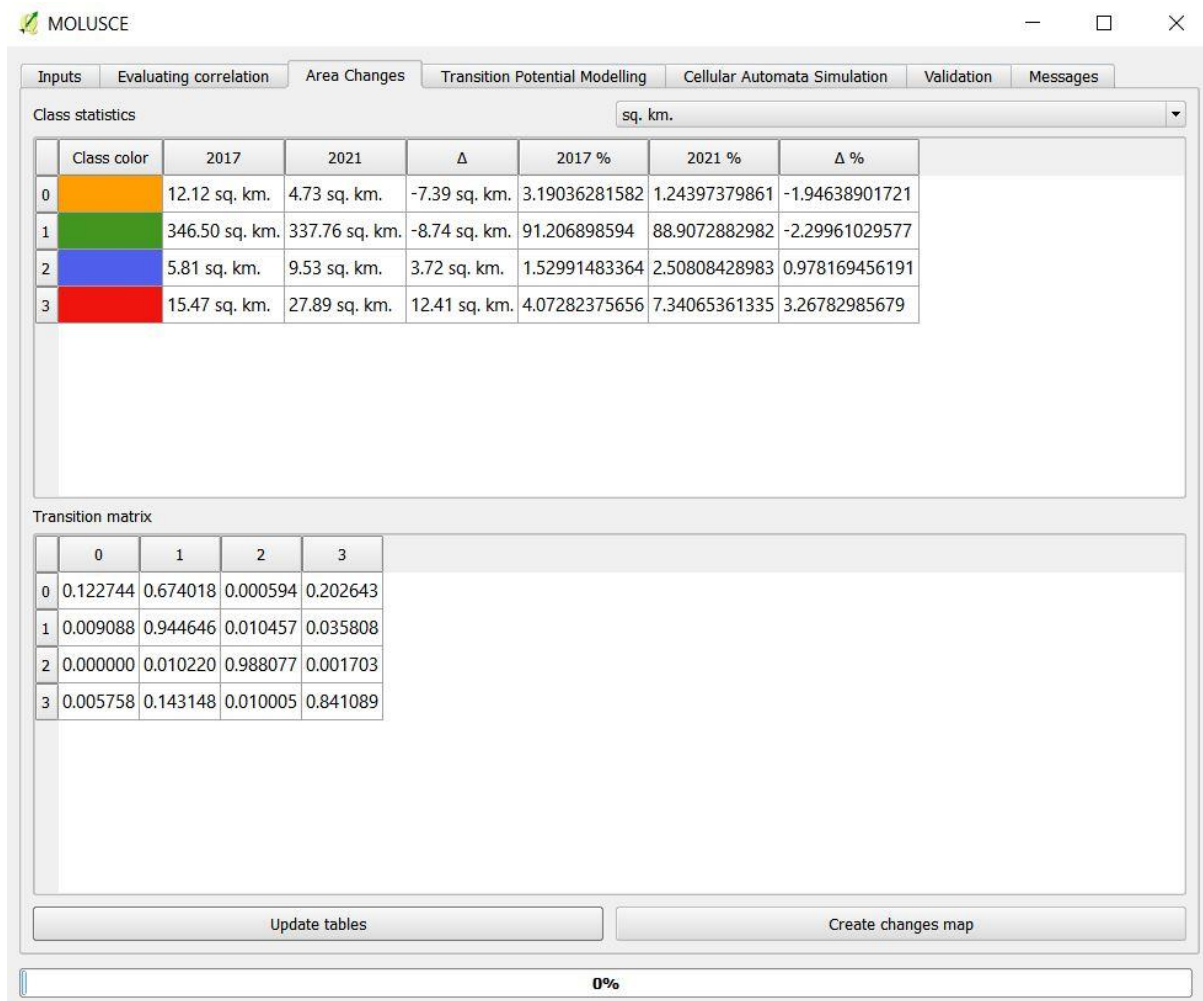 MOLUSCE
Inputs Evaluating correlation Area Changes Transition Potential Modelling Cellular Automata Simulation Validation Messages
Class statistics sq. km.
Class color 2017 2021 Δ 2017 % 2021 % Δ %
0 12.12 sq. km. 4.73 sq. km. -7.39 sq. km. 3.19036281582 1.24397379861 -1.94638901721
1 346.50 sq. km. 337.76 sq. km. -8.74 sq. km. 91.206898594 88.9072882982 -2.29961029577
2 5.81 sq. km. 9.53 sq. km. 3.72 sq. km. 1.52991483364 2.50808428983 0.978169456191
3 15.47 sq. km. 27.89 sq. km. 12.41 sq. km. 4.07282375656 7.34065361335 3.26782985679
Transition matrix
0 1 2 3
0 0.122744 0.674018 0.000594 0.202643
1 0.009088 0.944646 0.010457 0.035808
2 0.000000 0.010220 0.988077 0.001703
3 0.005758 0.143148 0.010005 0.841089
Update tables Create changes map
0%